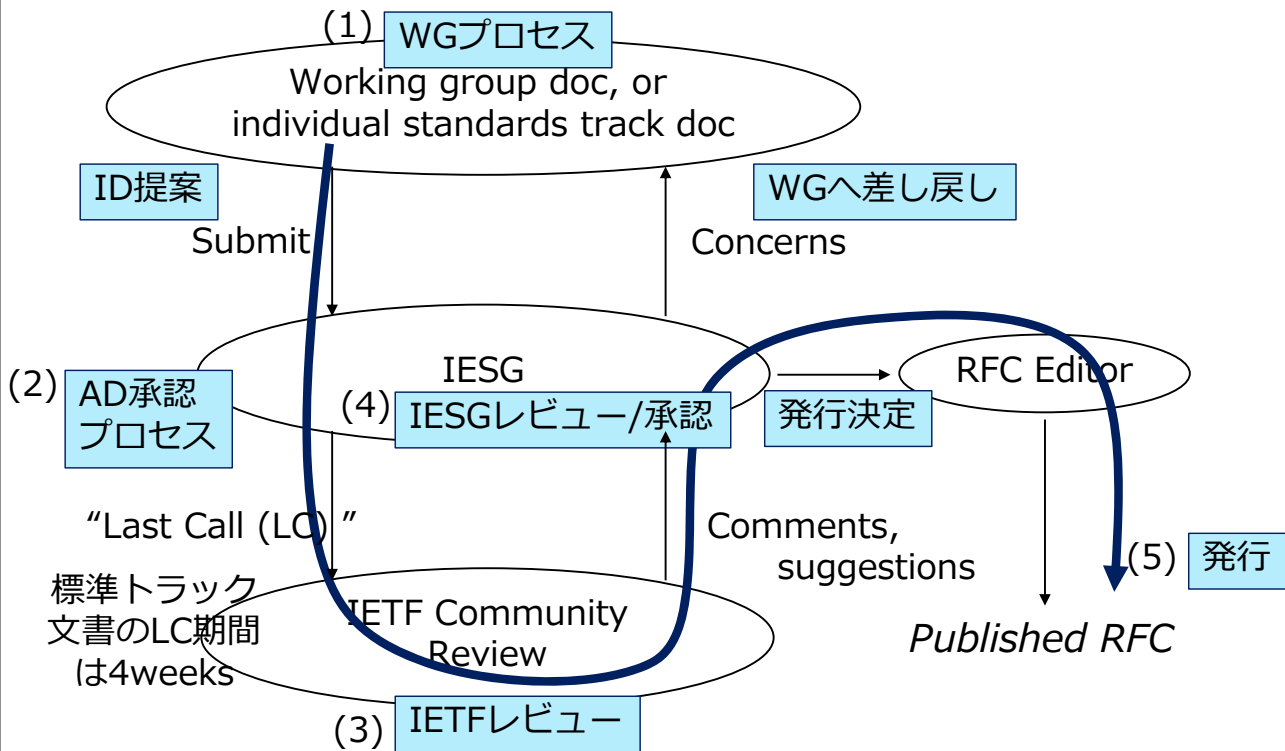 (1)
WGプロセス
Working group doc, or
individual standards track doc
ID提案
WGへ差し戻し
Submit
Concerns
(2)
AD承認
プロセス
IESG
(4)
IESGレビュー/承認
発行決定
RFC Editor
“Last Call (LC) ”
Comments,
suggestions
(5)
発行
標準トラック
文書のLC期間
は4weeks
IETF Community
Review
Published RFC
(3)
IETFレビュー